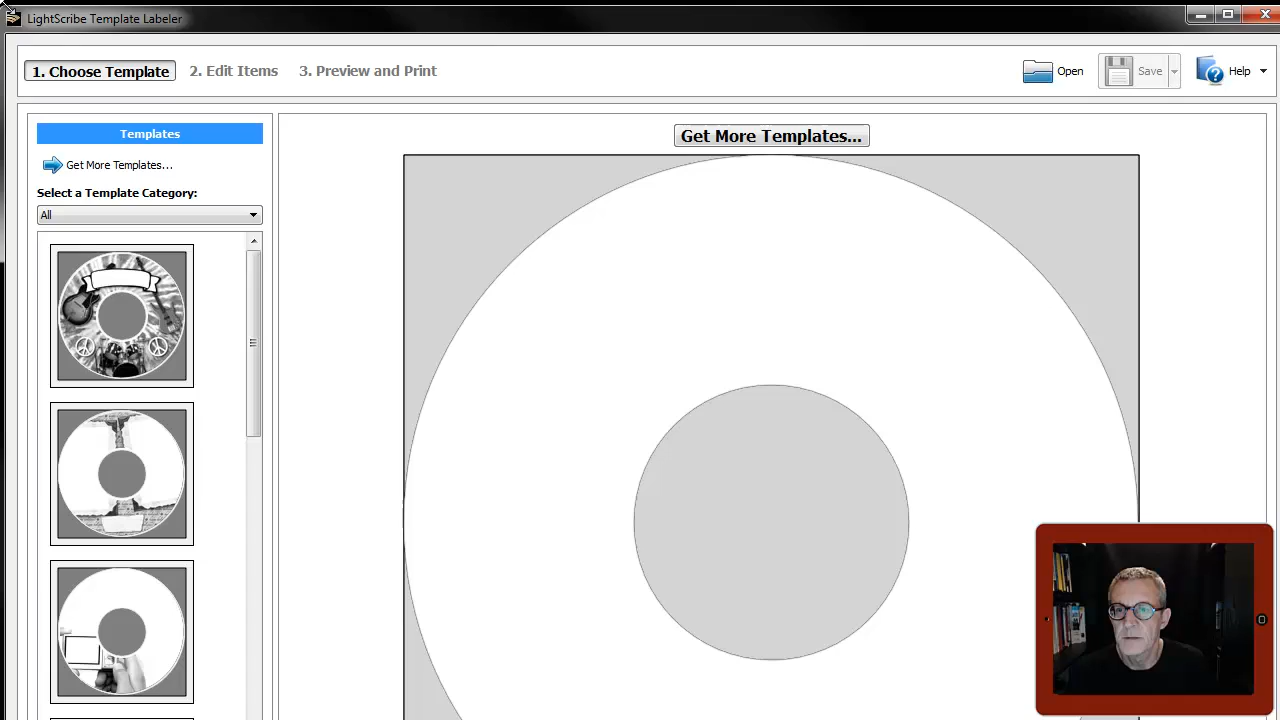 LightScribe Template Labeler
1. Choose Template
2. Edit Items
3. Preview and Print
Open
Save
Help
Templates
Get More Templates...
Select a Template Category:
All
Get More Templates...